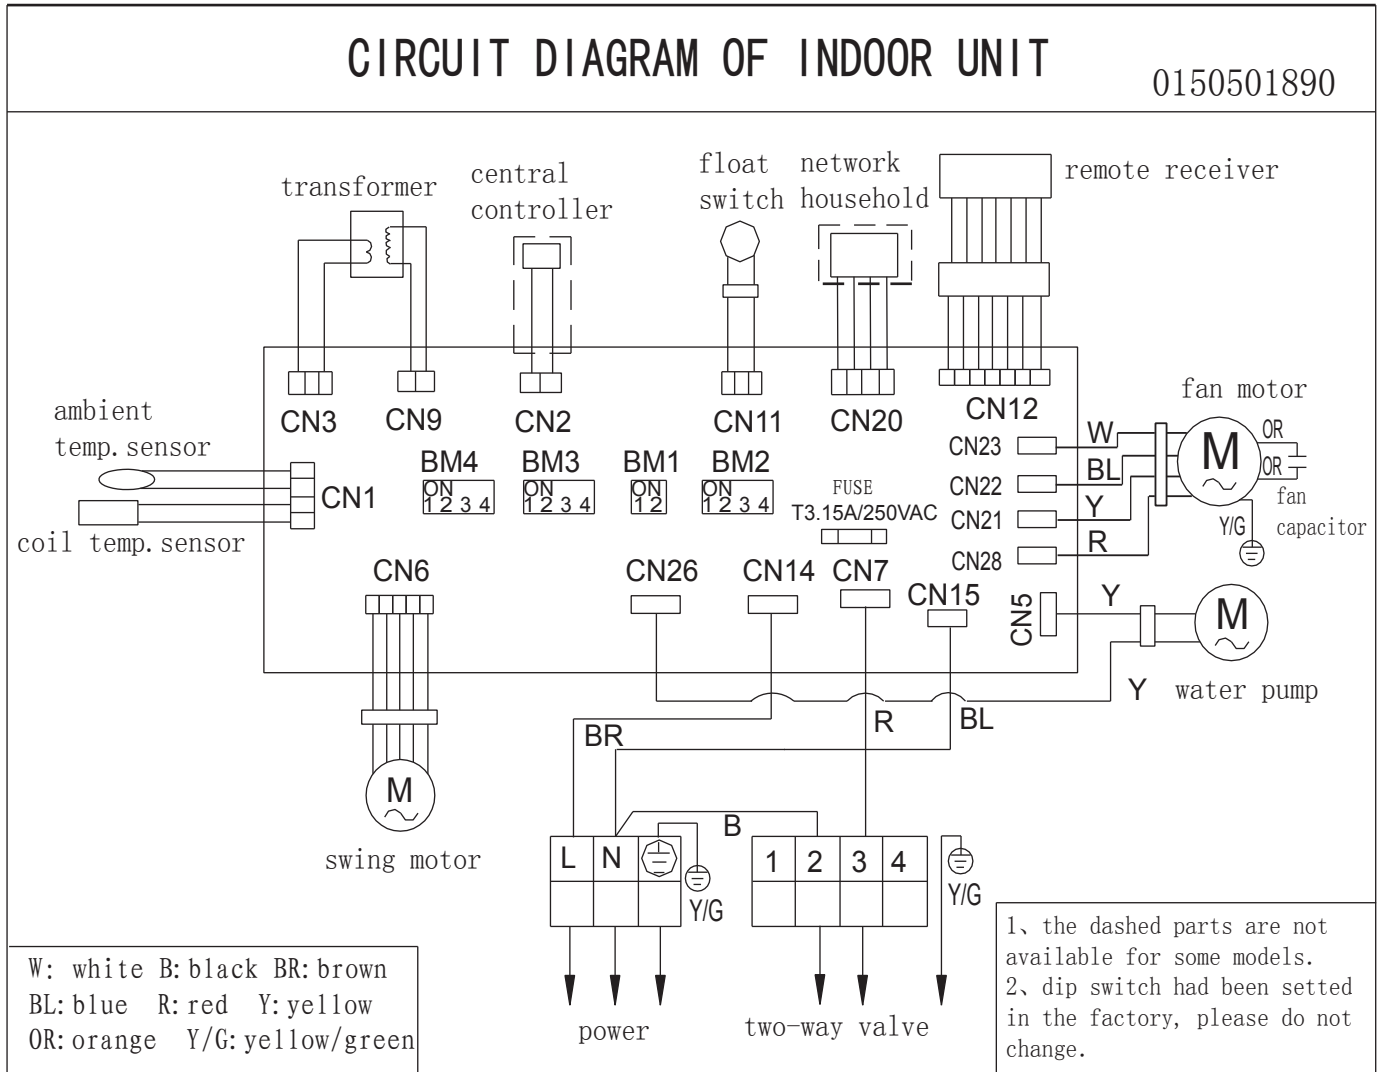 CIRCUIT DIAGRAM OF INDOOR UNIT
0150501890
transformer
central
controller
float
switch
network
household
remote receiver
ambient
temp.sensor
coil temp.sensor
CN3
CN9
CN2
CN11
CN20
CN12
fan motor
CN1
BM4
ON
1 2 3 4
BM3
ON
1 2 3 4
BM1
ON
1 2
BM2
ON
1 2 3 4
FUSE
T3.15A/250VAC
CN23
CN22
CN21
CN28
W
BL
Y
R
M
OR
OR
fan
capacitor
Y/G
CN6
CN26
CN14
CN7
CN15
CN5
Y
M
Y
water pump
BR
R
BL
M
swing motor
B
L N
Y/G
1 2 3 4
Y/G
power
two-way valve
W: white B:black BR:brown
BL:blue R:red Y:yellow
OR:orange Y/G:yellow/green
1、the dashed parts are not
available for some models.
2、dip switch had been setted
in the factory, please do not
change.